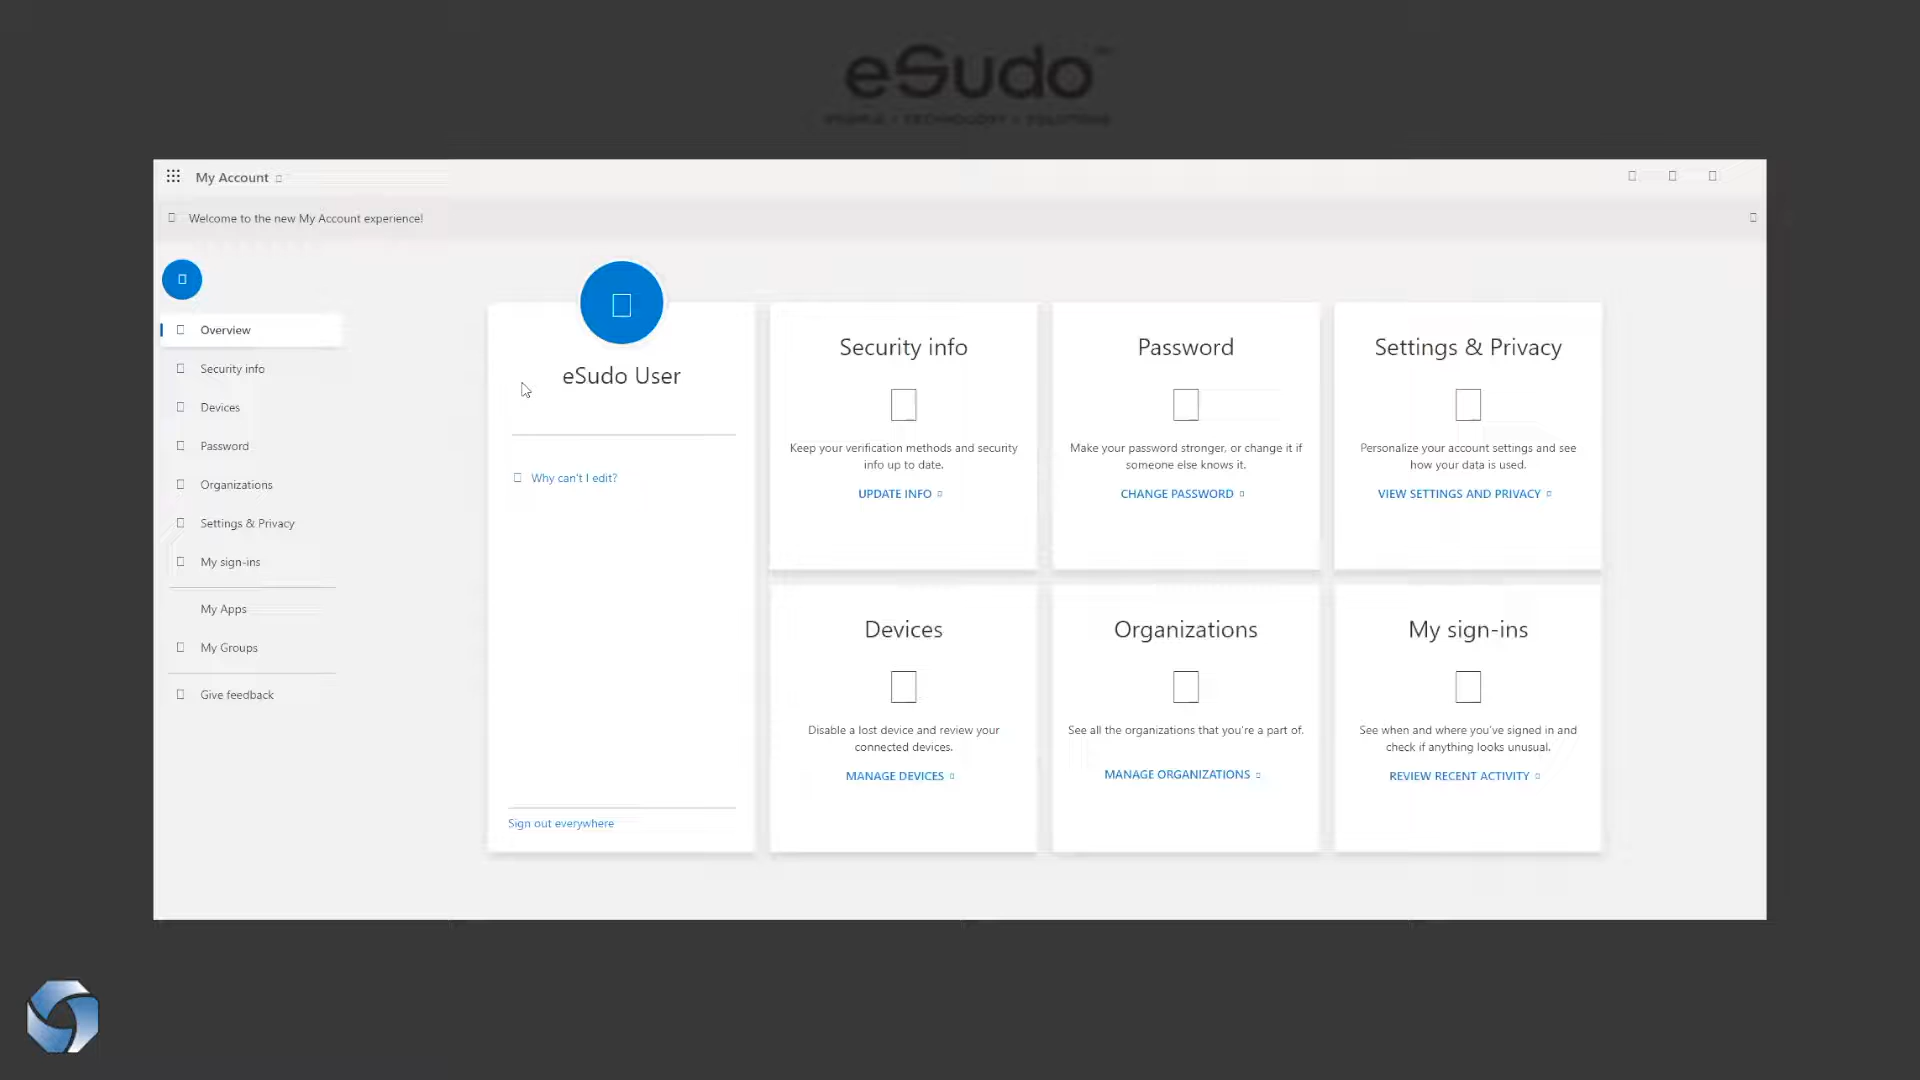 eSudo
PEOPLE • TECHNOLOGY • SOLUTIONS
My Account
Welcome to the new My Account experience!
Overview
Security info
Devices
Password
Organizations
Settings & Privacy
My sign-ins
My Apps
My Groups
Give feedback
eSudo User
Why can't I edit?
Sign out everywhere
Security info
Keep your verification methods and security
info up to date.
UPDATE INFO
Password
Make your password stronger, or change it if
someone else knows it.
CHANGE PASSWORD
Settings & Privacy
Personalize your account settings and see
how your data is used.
VIEW SETTINGS AND PRIVACY
Devices
Disable a lost device and review your
connected devices.
MANAGE DEVICES
Organizations
See all the organizations that you're a part of.
MANAGE ORGANIZATIONS
My sign-ins
See when and where you've signed in and
check if anything looks unusual.
REVIEW RECENT ACTIVITY